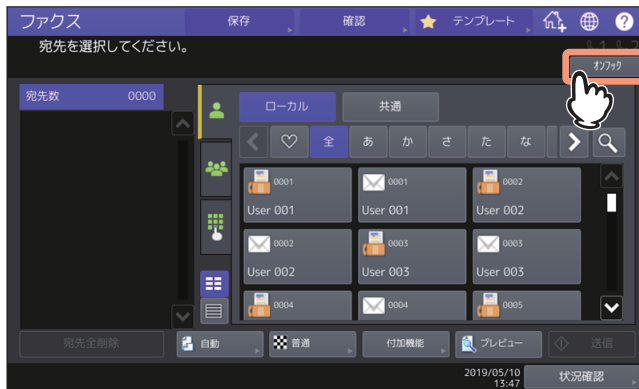 ファクス 保存 確認 テンプレート ?
宛先を選択してください。
オンフック
宛先数 0000
ローカル 共通
全 あ か さ た な
0001 User 001
0001 User 001
0002 User 002
0002 User 002
0003 User 003
0003 User 003
0004
0004
0005
宛先全削除 自動 普通 付加機能 プレビュー 送信
2019/05/10
13:47
状況確認